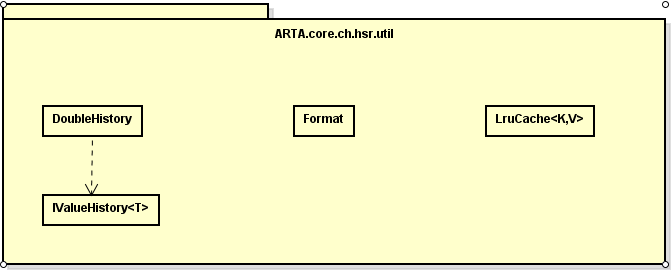 ARTA.core.ch.hsr.util
DoubleHistory
Format
LruCache<K,V>
IValueHistory<T>